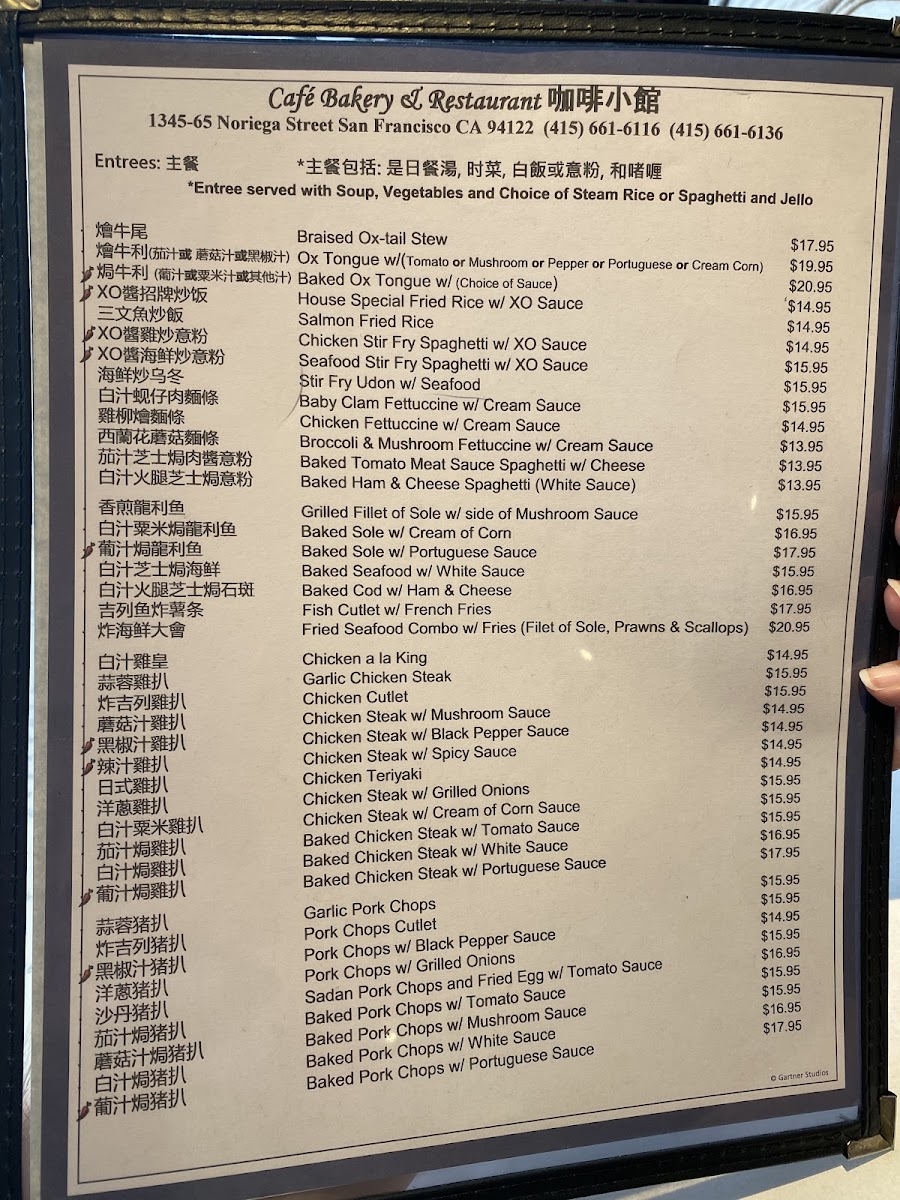 Café Bakery & Restaurant 咖啡小館
1345-65 Noriega Street San Francisco CA 94122 (415) 661-6116 (415) 661-6136
Entrees: 主餐 *主餐包括: 是日餐湯, 时菜, 白飯或意粉, 和啫喱
*Entree served with Soup, Vegetables and Choice of Steam Rice or Spaghetti and Jello
燴牛尾 Braised Ox-tail Stew $17.95
燴牛利(茄汁或 蘑菇汁或黑椒汁) Ox Tongue w/(Tomato or Mushroom or Pepper or Portuguese or Cream Corn) $19.95
焗牛利 (葡汁或粟米汁或其他汁) Baked Ox Tongue w/ (Choice of Sauce) $20.95
XO醬招牌炒饭 House Special Fried Rice w/ XO Sauce $14.95
三文魚炒飯 Salmon Fried Rice $14.95
XO醬雞炒意粉 Chicken Stir Fry Spaghetti w/ XO Sauce $14.95
XO醬海鮮炒意粉 Seafood Stir Fry Spaghetti w/ XO Sauce $15.95
海鮮炒乌冬 Stir Fry Udon w/ Seafood $15.95
白汁蚬仔肉麵條 Baby Clam Fettuccine w/ Cream Sauce $15.95
雞柳燴麵條 Chicken Fettuccine w/ Cream Sauce $14.95
西蘭花蘑菇麵條 Broccoli & Mushroom Fettuccine w/ Cream Sauce $13.95
茄汁芝士焗肉醬意粉 Baked Tomato Meat Sauce Spaghetti w/ Cheese $13.95
白汁火腿芝士焗意粉 Baked Ham & Cheese Spaghetti (White Sauce) $13.95
香煎龍利鱼 Grilled Fillet of Sole w/ side of Mushroom Sauce $15.95
白汁粟米焗龍利鱼 Baked Sole w/ Cream of Corn $16.95
葡汁焗龍利鱼 Baked Sole w/ Portuguese Sauce $17.95
白汁芝士焗海鮮 Baked Seafood w/ White Sauce $15.95
白汁火腿芝士焗石斑 Baked Cod w/ Ham & Cheese $16.95
吉列鱼炸薯条 Fish Cutlet w/ French Fries $17.95
炸海鮮大會 Fried Seafood Combo w/ Fries (Filet of Sole, Prawns & Scallops) $20.95
白汁雞皇 Chicken a la King $14.95
蒜蓉雞扒 Garlic Chicken Steak $15.95
炸吉列雞扒 Chicken Cutlet $15.95
蘑菇汁雞扒 Chicken Steak w/ Mushroom Sauce $14.95
黑椒汁雞扒 Chicken Steak w/ Black Pepper Sauce $14.95
辣汁雞扒 Chicken Steak w/ Spicy Sauce $14.95
日式雞扒 Chicken Teriyaki $14.95
洋蔥雞扒 Chicken Steak w/ Grilled Onions $15.95
白汁粟米雞扒 Chicken Steak w/ Cream of Corn Sauce $15.95
茄汁焗雞扒 Baked Chicken Steak w/ Tomato Sauce $15.95
白汁焗雞扒 Baked Chicken Steak w/ White Sauce $16.95
葡汁焗雞扒 Baked Chicken Steak w/ Portuguese Sauce $17.95
蒜蓉猪扒 Garlic Pork Chops $15.95
炸吉列猪扒 Pork Chops Cutlet $15.95
黑椒汁猪扒 Pork Chops w/ Black Pepper Sauce $14.95
洋蔥猪扒 Pork Chops w/ Grilled Onions $15.95
沙丹猪扒 Sadan Pork Chops and Fried Egg w/ Tomato Sauce $16.95
茄汁焗猪扒 Baked Pork Chops w/ Tomato Sauce $15.95
蘑菇汁焗猪扒 Baked Pork Chops w/ Mushroom Sauce $15.95
白汁焗猪扒 Baked Pork Chops w/ White Sauce $16.95
葡汁焗猪扒 Baked Pork Chops w/ Portuguese Sauce $17.95
© Gartner Studios